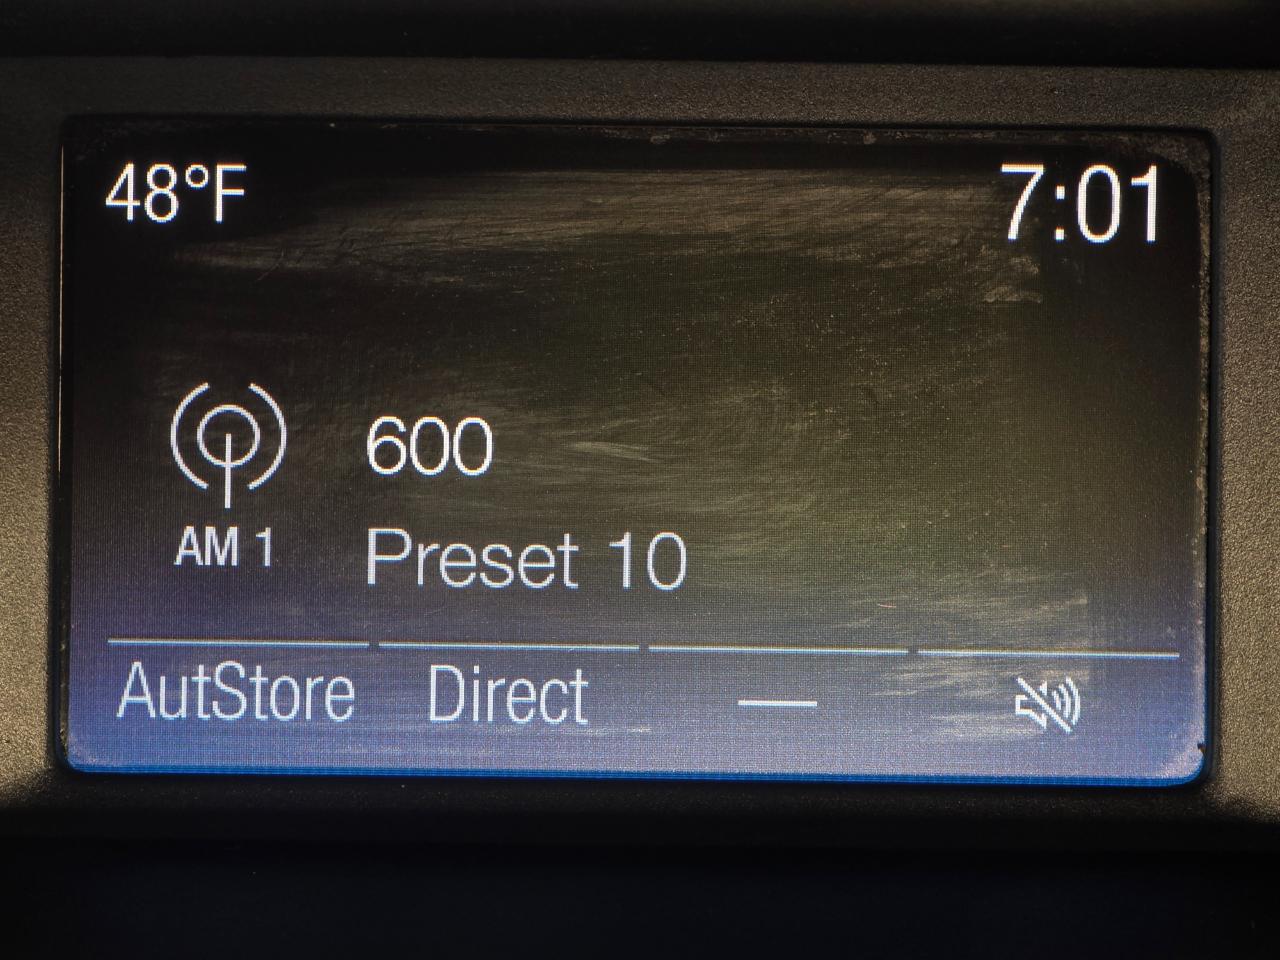 48°F 7:01
600
AM 1 Preset 10
AutStore Direct —